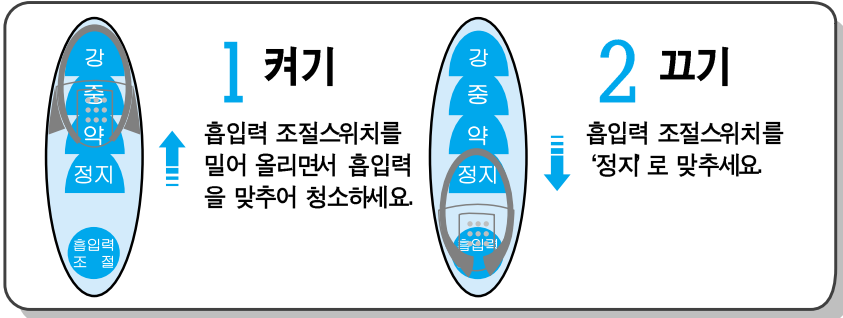 강
중
약
정지
흡입력
조 절
1 켜기
흡입력 조절스위치를
밀어 올리면서 흡입력
을 맞추어 청소하세요.
강
중
약
정지
흡입력
2 끄기
흡입력 조절스위치를
‘정지’로 맞추세요.